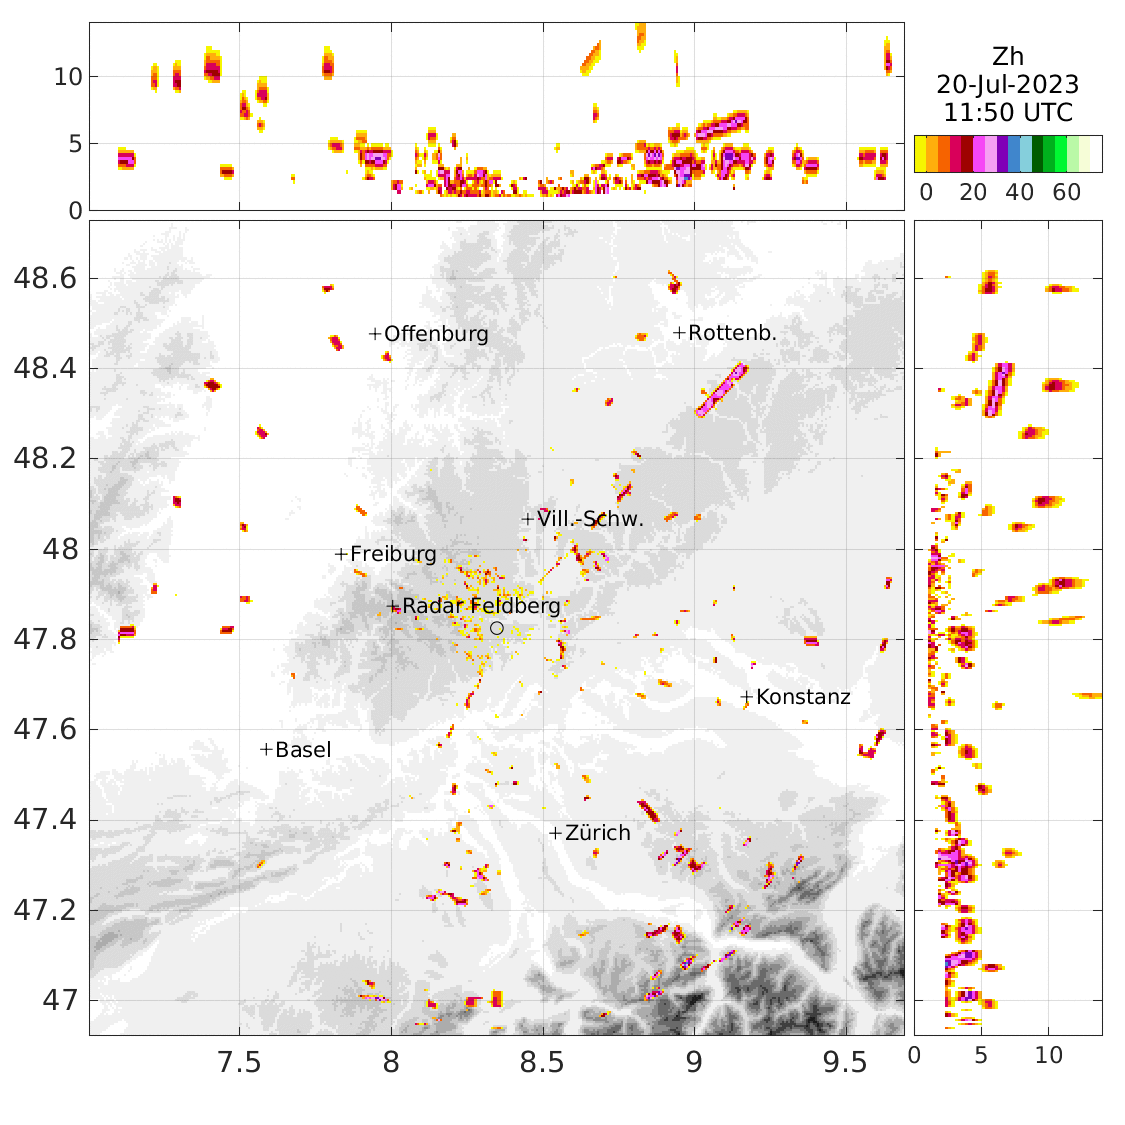 10
5
0
Zh
20-Jul-2023
11:50 UTC
0 20 40 60
48.6
48.4
48.2
48
47.8
47.6
47.4
47.2
47
+Offenburg
+Rottenb.
+Vill.-Schw.
+Freiburg
+Radar Feldberg
+Konstanz
+Basel
+Zürich
7.5 8 8.5 9 9.5
0 5 10